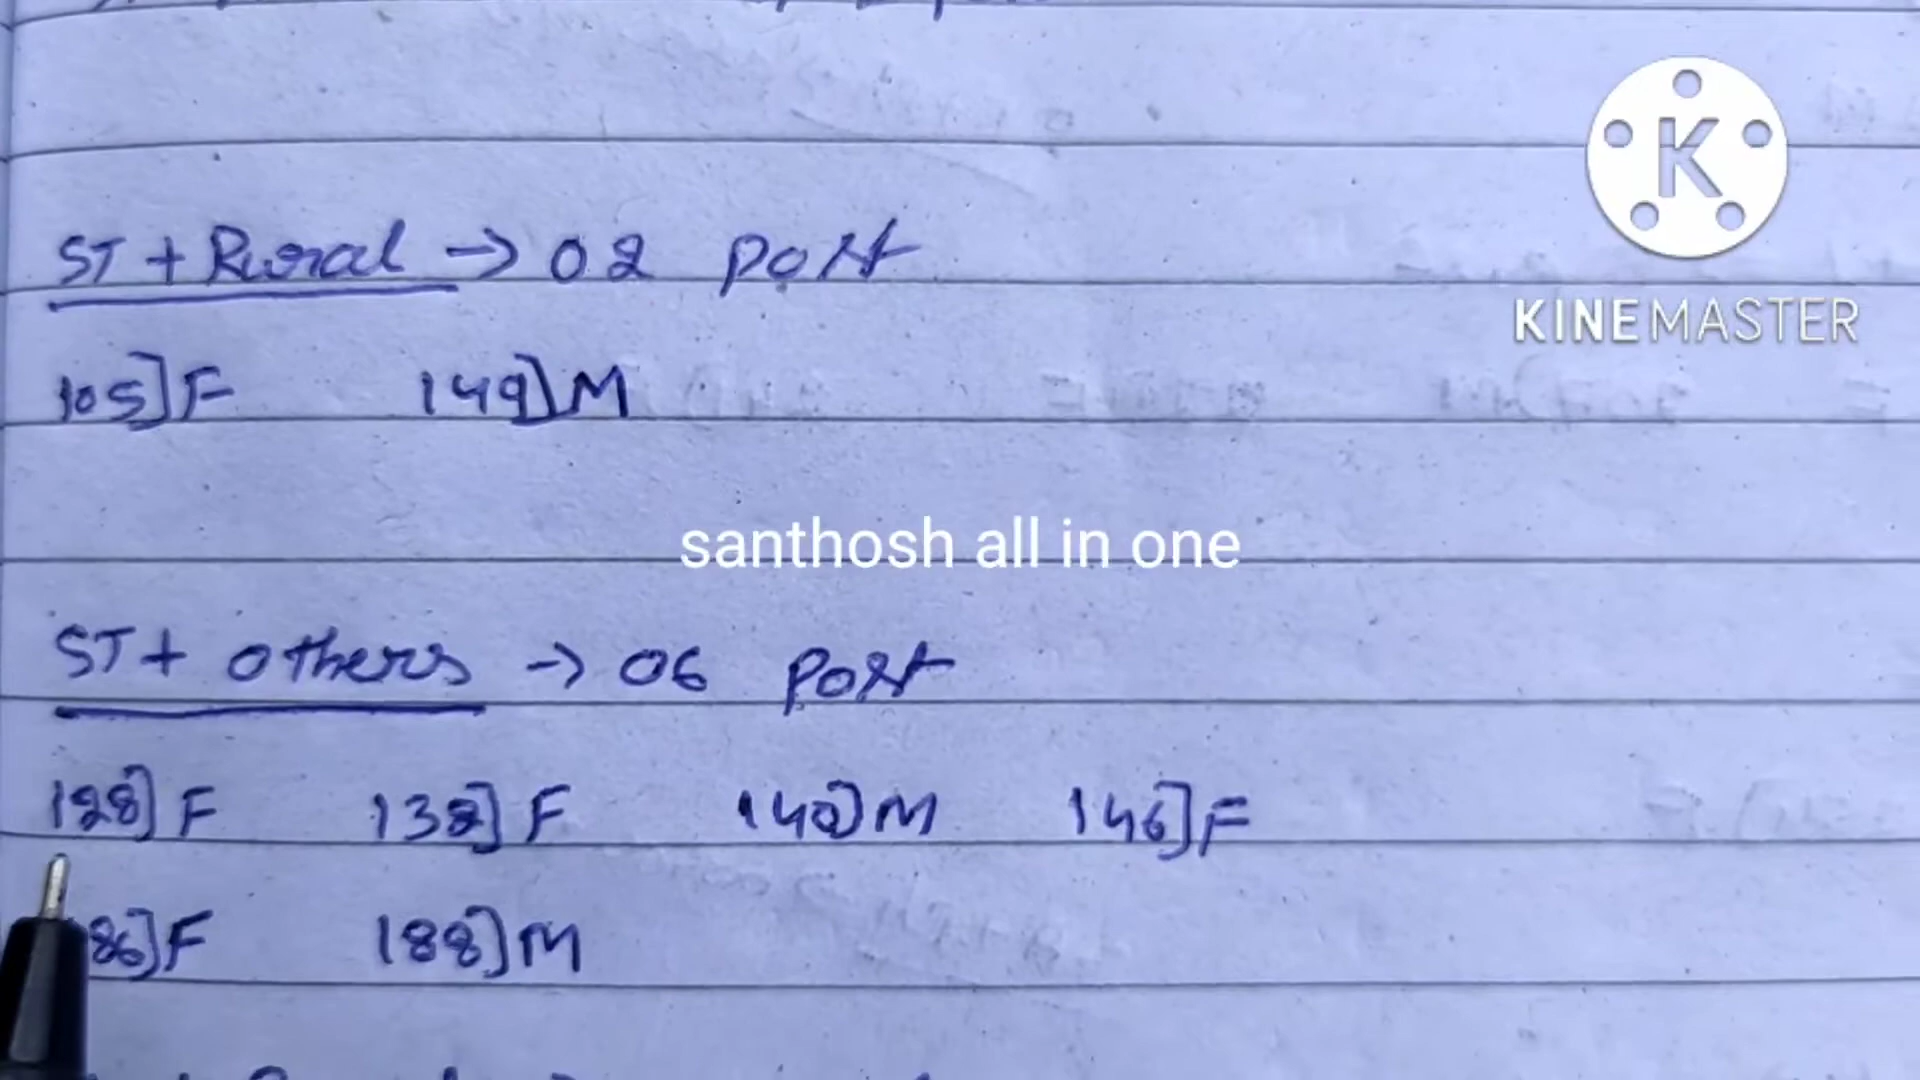 ST + Rural → 02 post
105]F 149]M
santhosh all in one
ST + others → 06 post
128] F 132] F 140]M 146]F
86]F 188]M
K
KINEMASTER